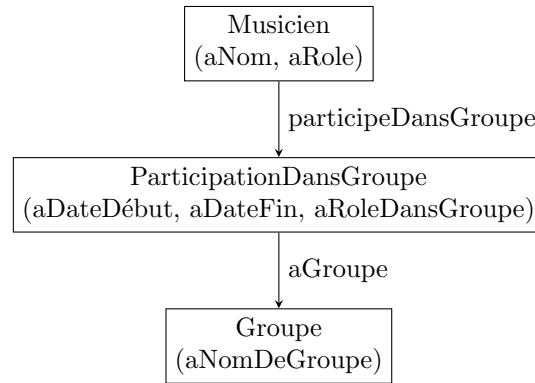 Musicien
(aNom, aRole)
participeDansGroupe
ParticipationDansGroupe
(aDateDébut, aDateFin, aRoleDansGroupe)
aGroupe
Groupe
(aNomDeGroupe)